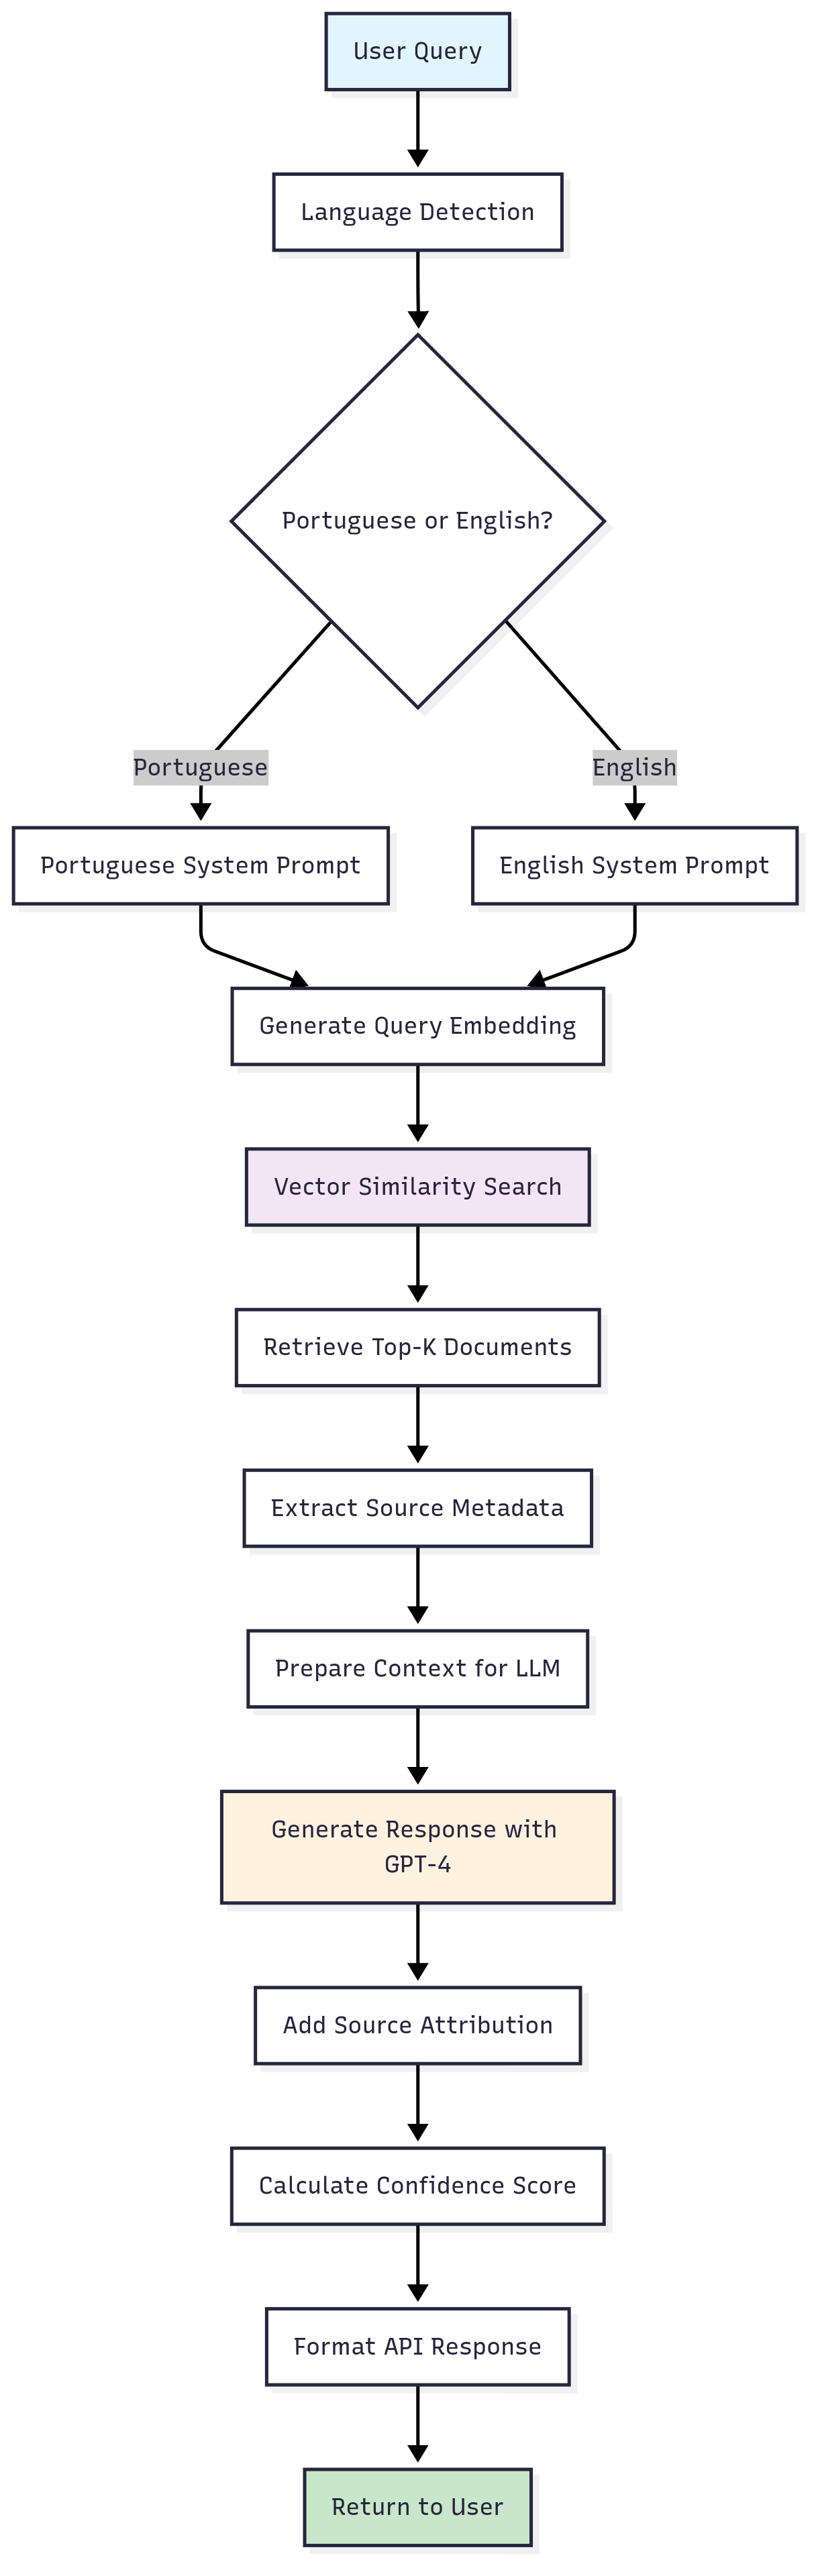 User Query
Language Detection
Portuguese or English?
Portuguese
English
Portuguese System Prompt
English System Prompt
Generate Query Embedding
Vector Similarity Search
Retrieve Top-K Documents
Extract Source Metadata
Prepare Context for LLM
Generate Response with
GPT-4
Add Source Attribution
Calculate Confidence Score
Format API Response
Return to User